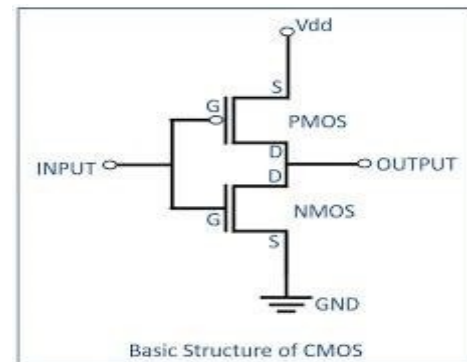 Vdd
S
G
PMOS
D
INPUT
OUTPUT
D
G
NMOS
S
GND
Basic Structure of CMOS